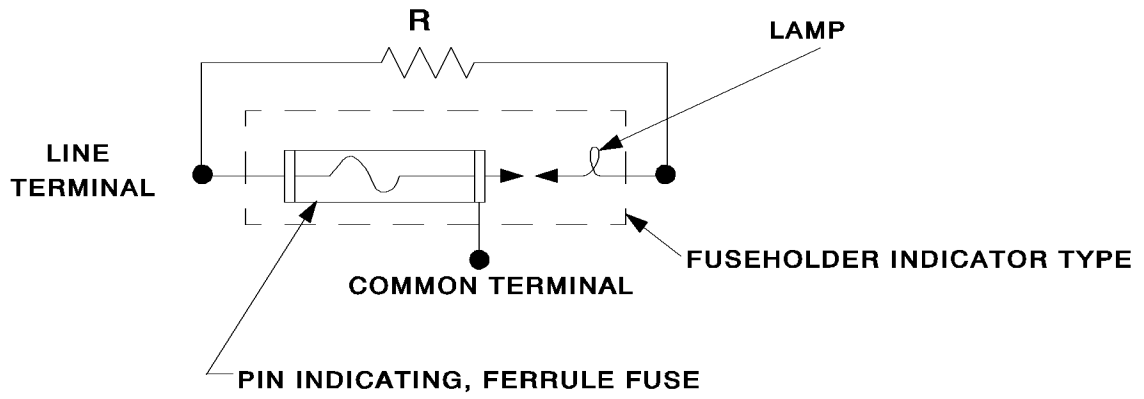 R
LAMP
LINE
TERMINAL
FUSEHOLDER INDICATOR TYPE
COMMON TERMINAL
PIN INDICATING, FERRULE FUSE